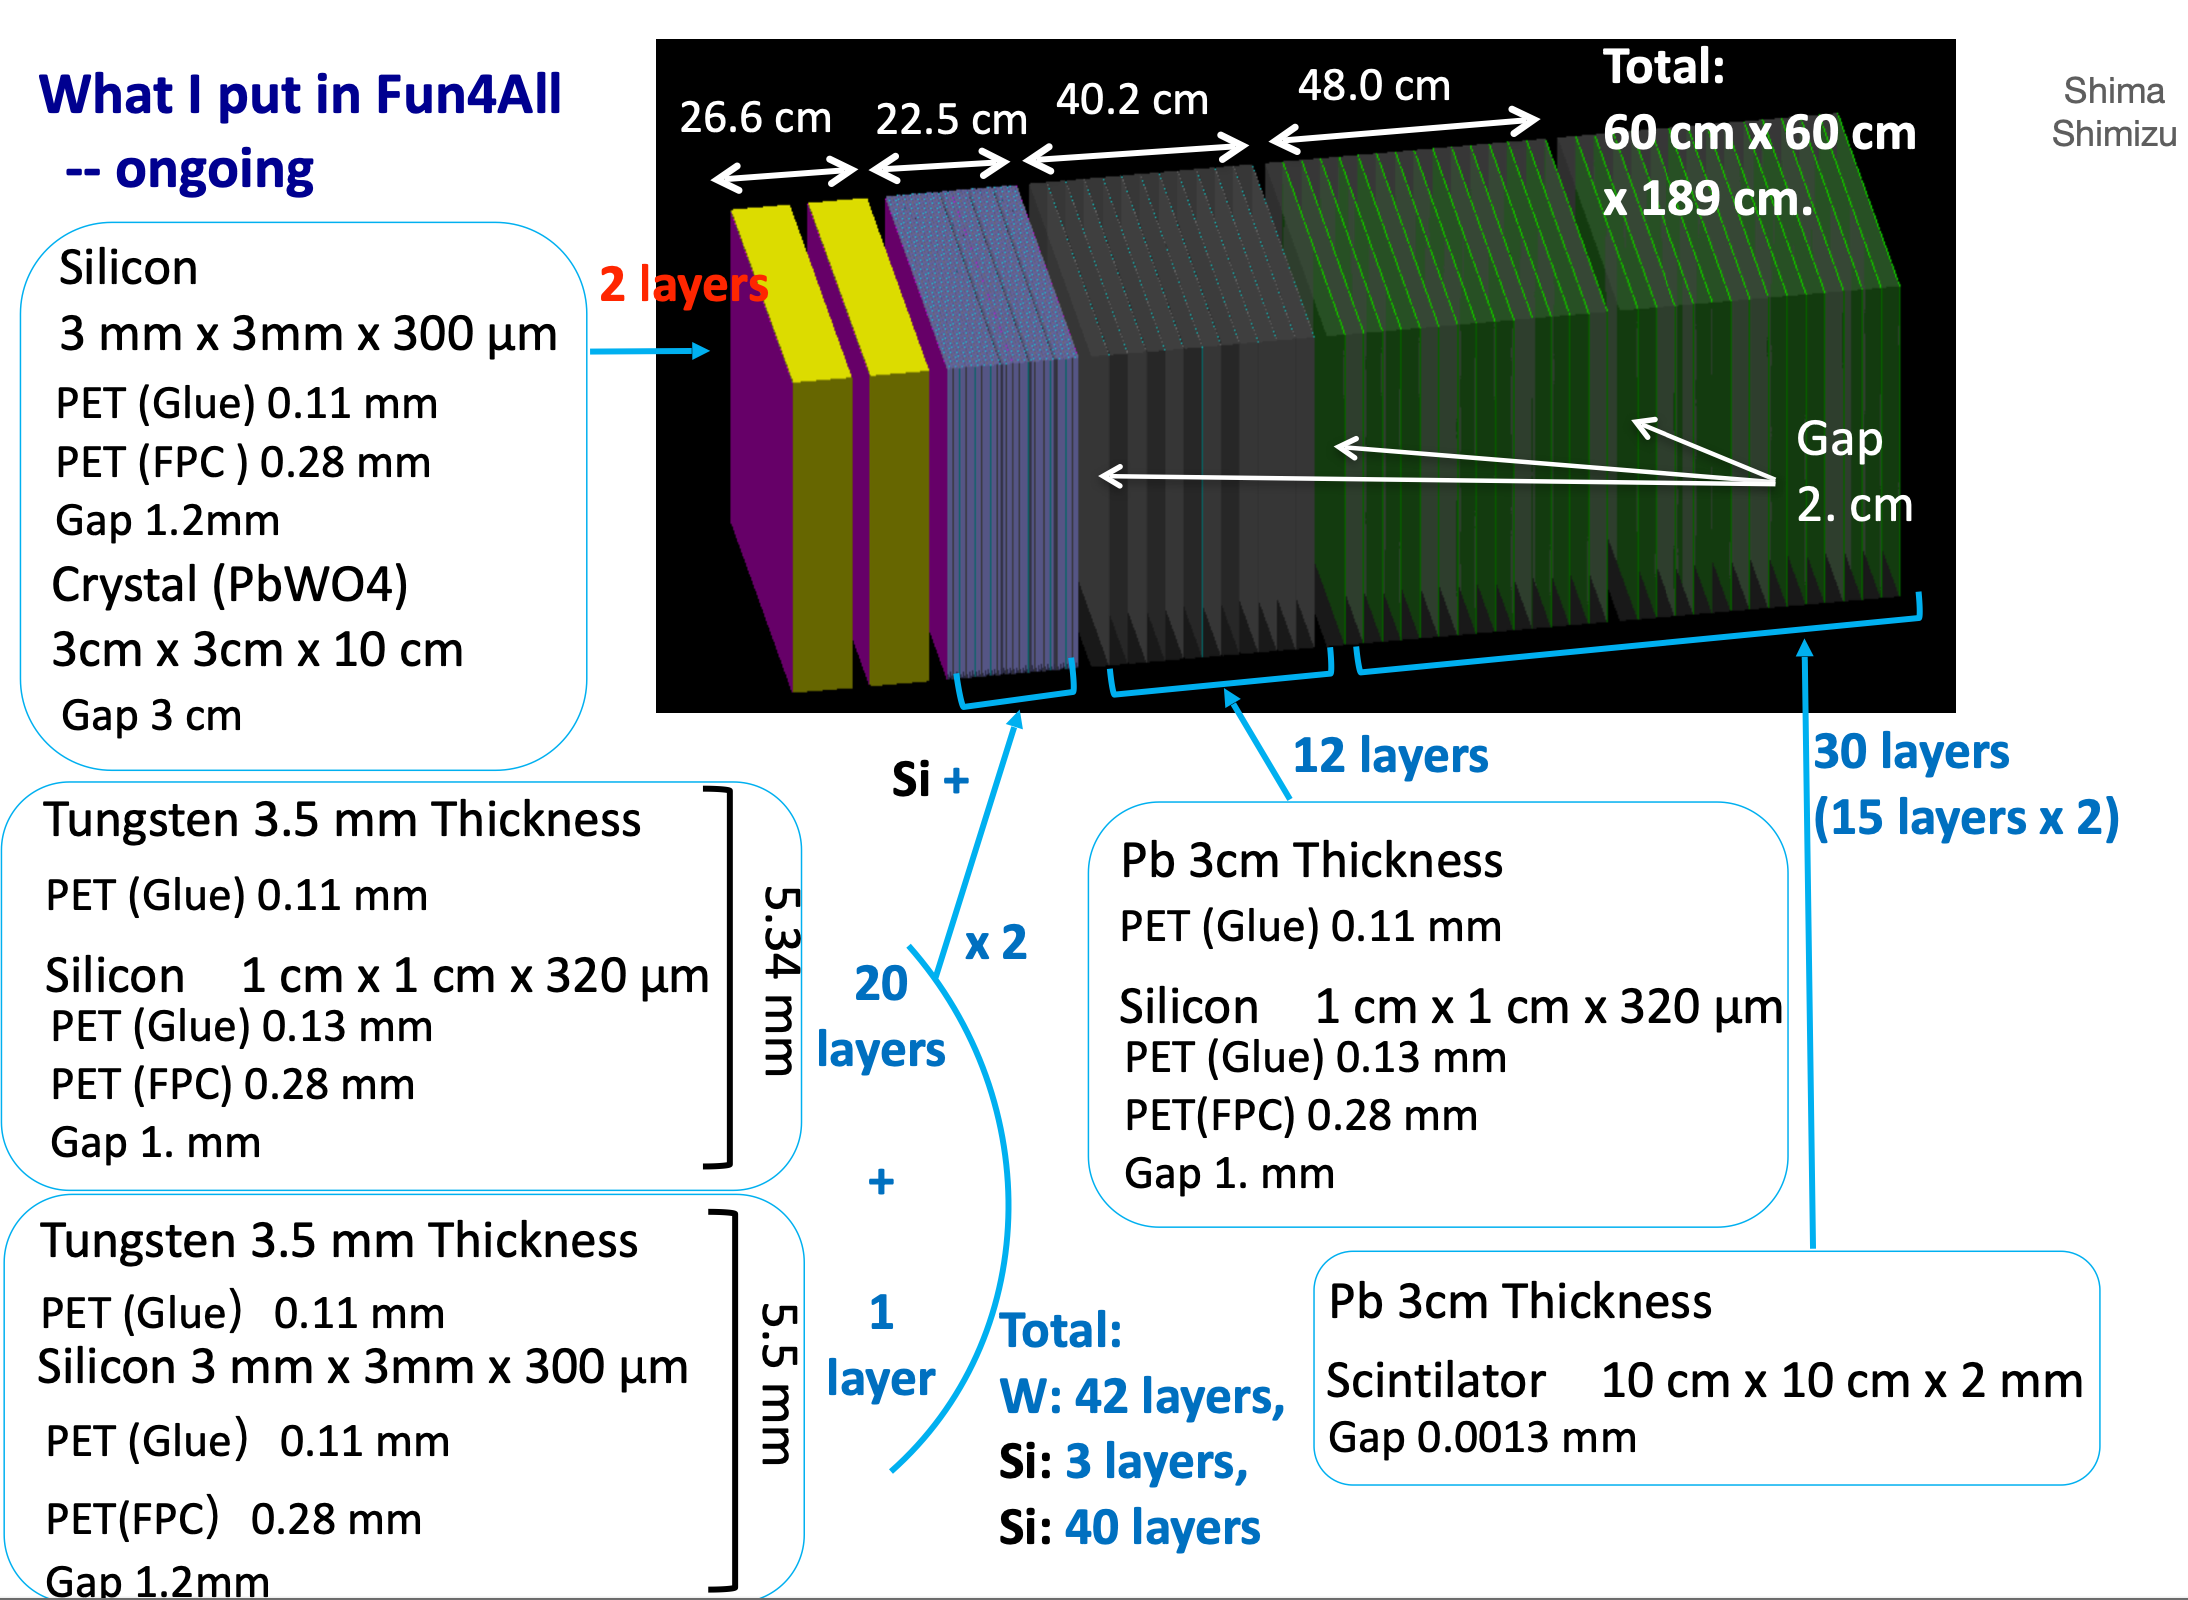 What I put in Fun4All
-- ongoing
Shima
Shimizu
26.6 cm
22.5 cm
40.2 cm
48.0 cm
Total:
60 cm x 60 cm
x 189 cm.
Gap
2. cm
2 layers
Silicon
3 mm x 3mm x 300 µm
PET (Glue) 0.11 mm
PET (FPC ) 0.28 mm
Gap 1.2mm
Crystal (PbWO4)
3cm x 3cm x 10 cm
Gap 3 cm
Tungsten 3.5 mm Thickness
PET (Glue) 0.11 mm
Silicon 1 cm x 1 cm x 320 µm
PET (Glue) 0.13 mm
PET (FPC) 0.28 mm
Gap 1. mm
5.34 mm
Tungsten 3.5 mm Thickness
PET (Glue) 0.11 mm
Silicon 3 mm x 3mm x 300 µm
PET (Glue) 0.11 mm
PET(FPC) 0.28 mm
Gap 1.2mm
5.5 mm
Si +
x 2
20
layers
+
1
layer
Total:
W: 42 layers,
Si: 3 layers,
Si: 40 layers
12 layers
Pb 3cm Thickness
PET (Glue) 0.11 mm
Silicon 1 cm x 1 cm x 320 µm
PET (Glue) 0.13 mm
PET(FPC) 0.28 mm
Gap 1. mm
30 layers
(15 layers x 2)
Pb 3cm Thickness
Scintilator 10 cm x 10 cm x 2 mm
Gap 0.0013 mm